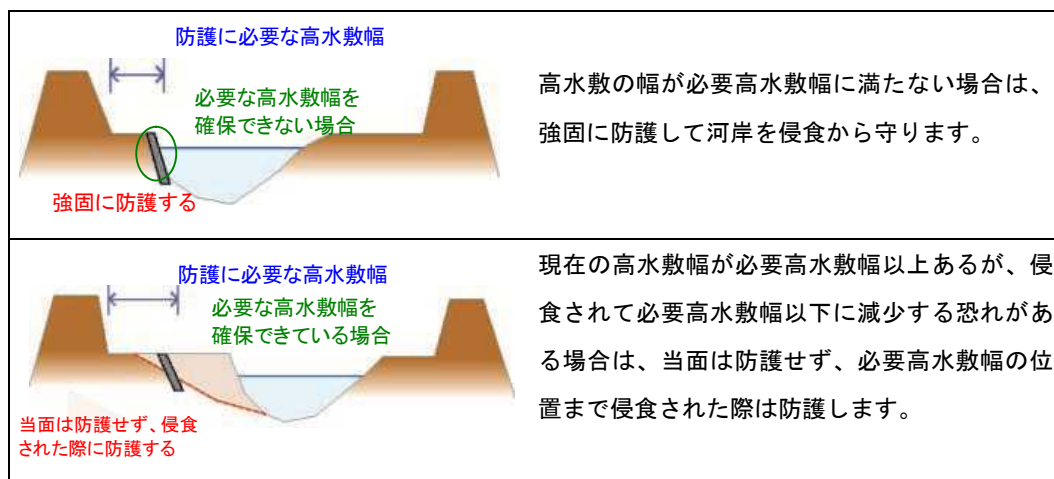 防護に必要な高水敷幅
必要な高水敷幅を
確保できない場合
強固に防護する
高水敷の幅が必要高水敷幅に満たない場合は、
強固に防護して河岸を侵食から守ります。
防護に必要な高水敷幅
必要な高水敷幅を
確保できている場合
当面は防護せず、侵食
された際に防護する
現在の高水敷幅が必要高水敷幅以上あるが、侵
食されて必要高水敷幅以下に減少する恐れがあ
る場合は、当面は防護せず、必要高水敷幅の位
置まで侵食された際は防護します。